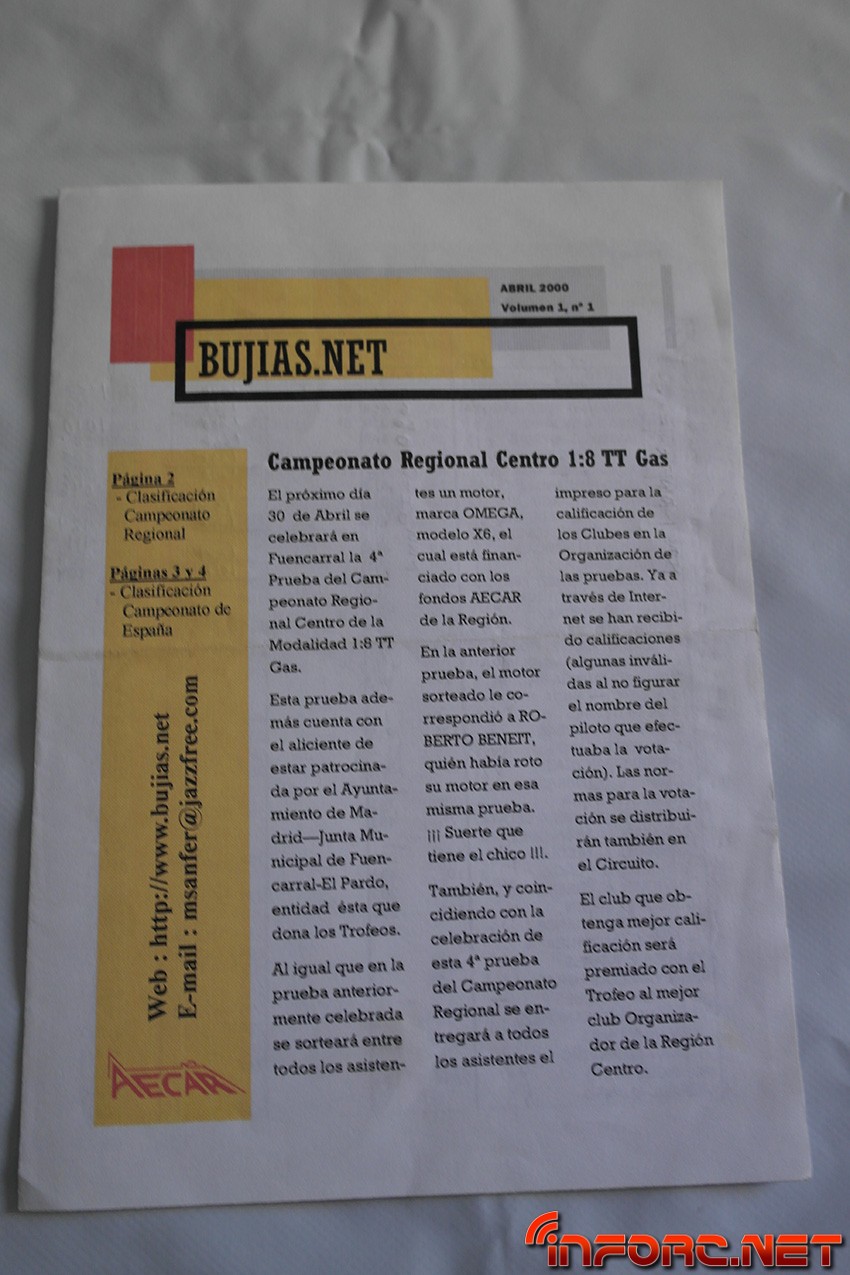 ABRIL 2000
Volumen 1, nº 1
BUJIAS.NET
Página 2
- Clasificación
Campeonato
Regional
Páginas 3 y 4
- Clasificación
Campeonato de
España
Web : http://www.bujias.net
E-mail : msanfer@jazzfree.com
AECAR
Campeonato Regional Centro 1:8 TT Gas
El próximo día
30 de Abril se
celebrará en
Fuencarral la 4ª
Prueba del Cam-
peonato Regio-
nal Centro de la
Modalidad 1:8 TT
Gas.
Esta prueba ade-
más cuenta con
el aliciente de
estar patrocina-
da por el Ayunta-
miento de Ma-
drid—Junta Mu-
nicipal de Fuen-
carral-El Pardo,
entidad ésta que
dona los Trofeos.
Al igual que en la
prueba anterior-
mente celebrada
se sorteará entre
todos los asisten-
tes un motor,
marca OMEGA,
modelo X6, el
cual está finan-
ciado con los
fondos AECAR
de la Región.
En la anterior
prueba, el motor
sorteado le co-
rrespondió a RO-
BERTO BENEIT,
quién había roto
su motor en esa
misma prueba.
¡¡¡ Suerte que
tiene el chico !!!.
También, y coin-
cidiendo con la
celebración de
esta 4ª prueba
del Campeonato
Regional se en-
tregará a todos
los asistentes el
impreso para la
calificación de
los Clubes en la
Organización de
las pruebas. Ya a
través de Inter-
net se han recibi-
do calificaciones
(algunas inváli-
das al no figurar
el nombre del
piloto que efec-
tuaba la vota-
ción). Las nor-
mas para la vota-
ción se distribui-
rán también en
el Circuito.
El club que ob-
tenga mejor cali-
ficación será
premiado con el
Trofeo al mejor
club Organiza-
dor de la Región
Centro.
INFORC.NET